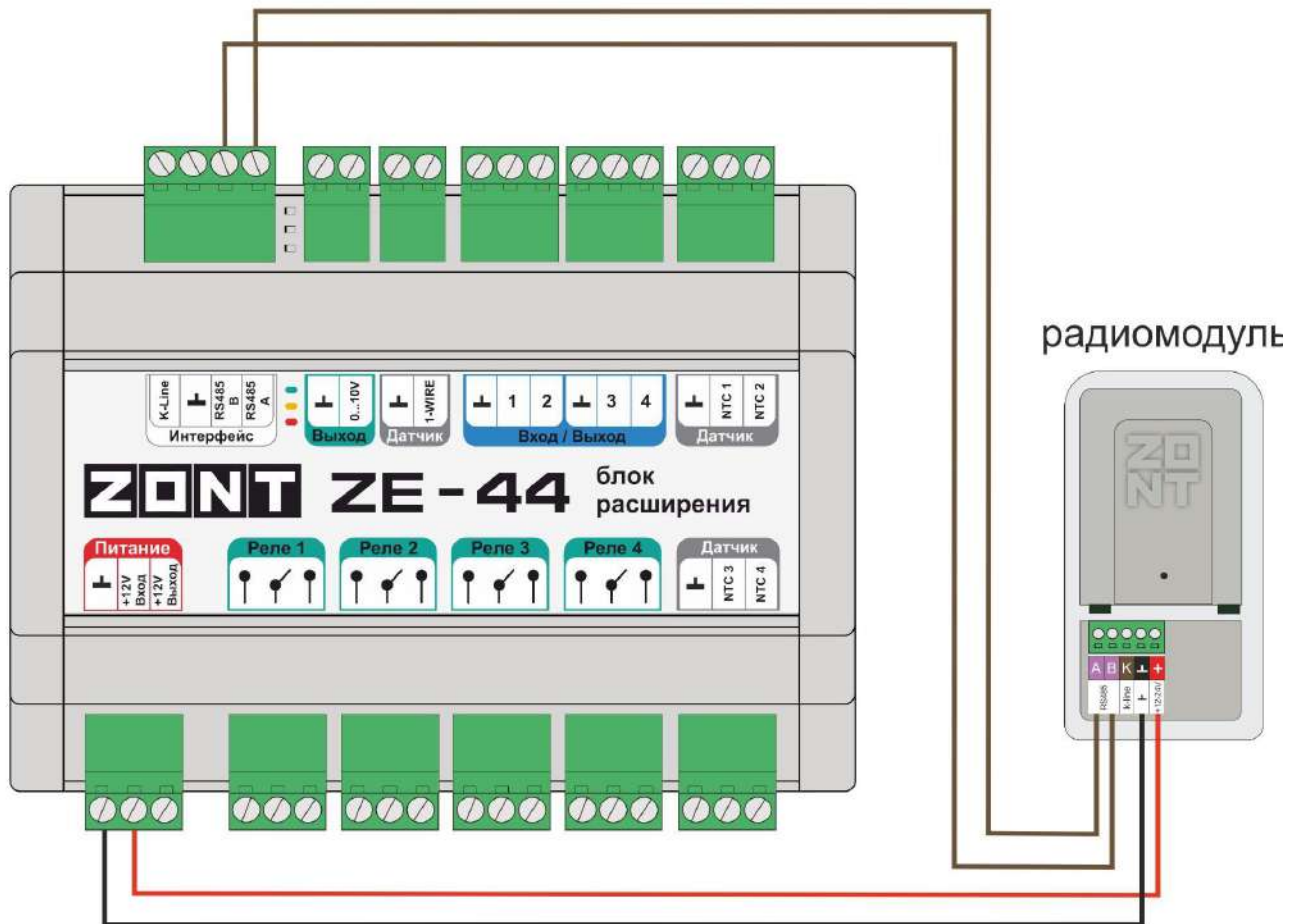 радиомодуль
K-Line
RS485
B
RS485
A
Интерфейс
0...10V
Выход
1-WIRE
Датчик
1
2
3
4
Вход / Выход
NTC 1
NTC 2
Датчик
ZONT ZE-44 блок
расширения
Питание
+12V
Вход
+12V
Выход
Реле 1
Реле 2
Реле 3
Реле 4
Датчик
NTC 3
NTC 4
ZO
NT
A B K +
RS485
k-line
+12-24V